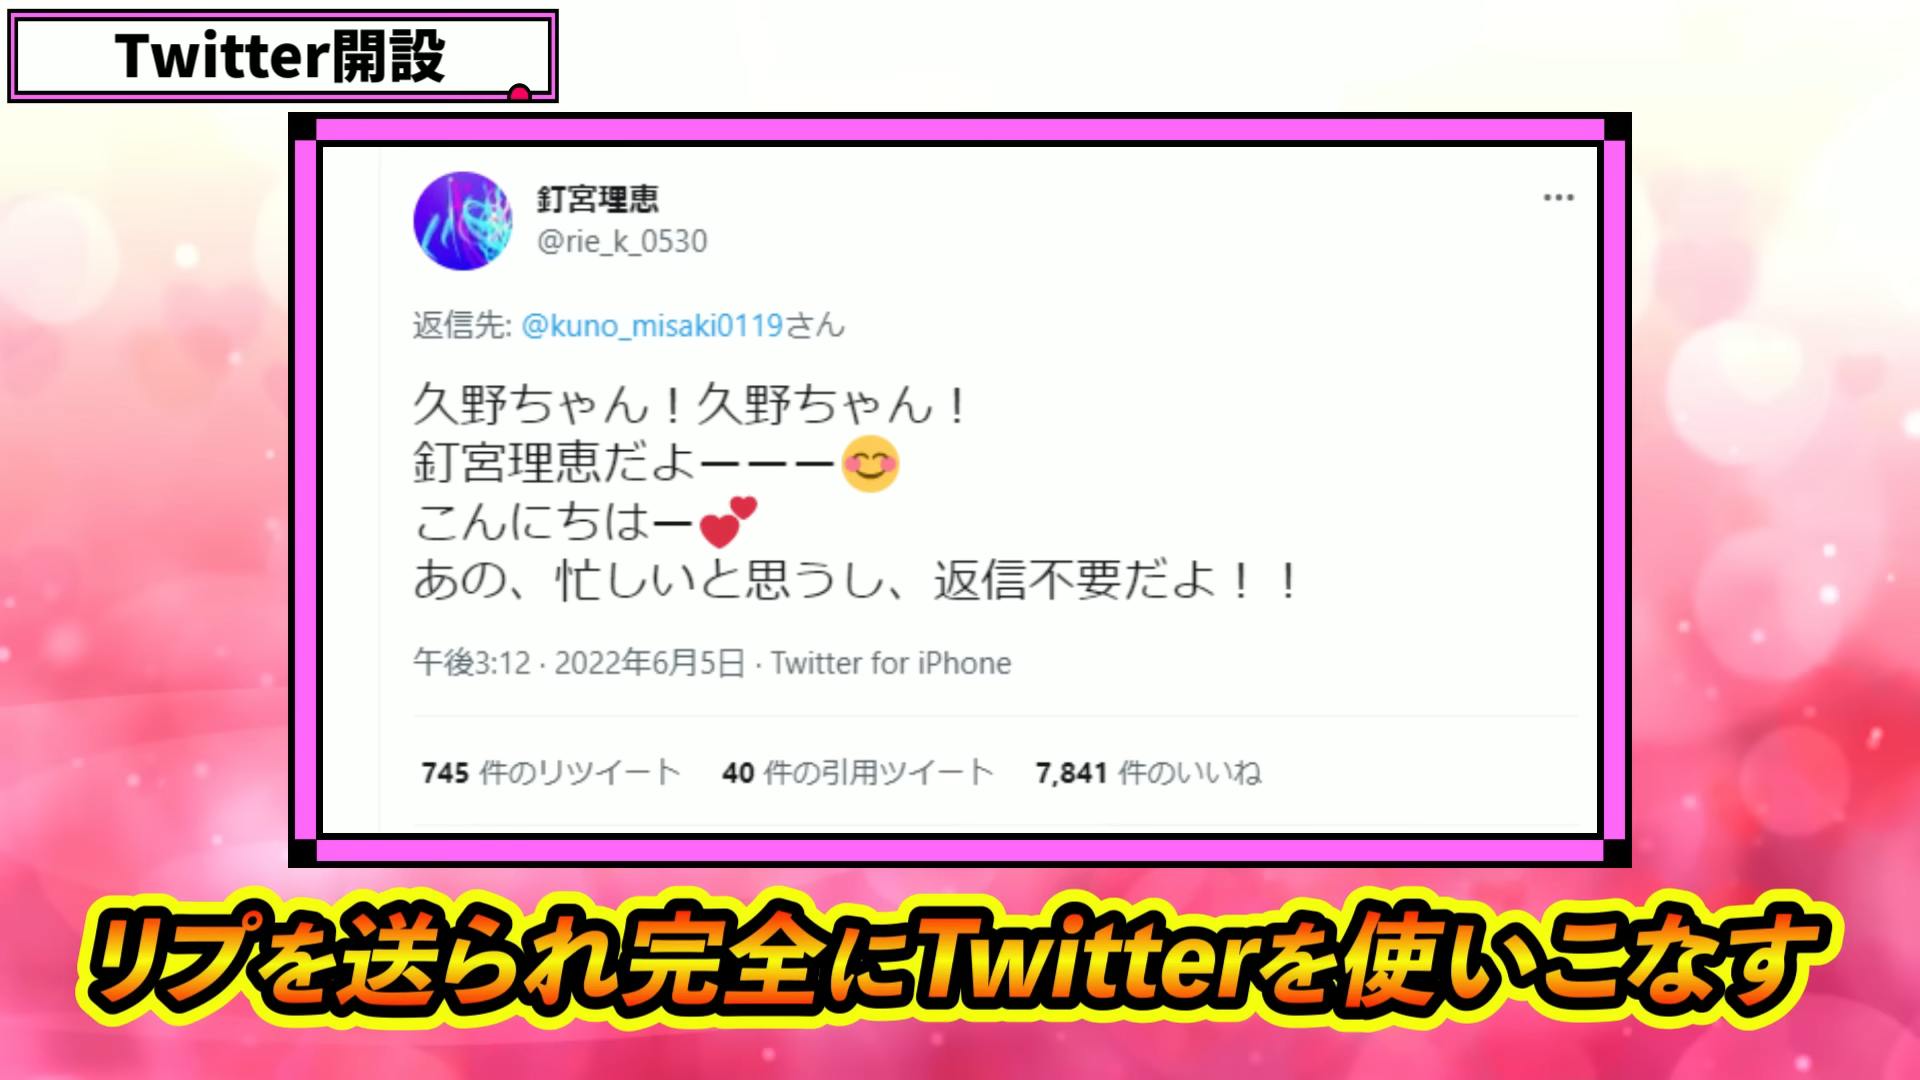 Twitter開設
釘宮理恵
@rie_k_0530
返信先: @kuno_misaki0119さん
久野ちゃん！久野ちゃん！
釘宮理恵だよーーー😊
こんにちはー💕
あの、忙しいと思うし、返信不要だよ！！
午後3:12 · 2022年6月5日 · Twitter for iPhone
745 件のリツイート 40 件の引用ツイート 7,841 件のいいね
リプを送られ完全にTwitterを使いこなす